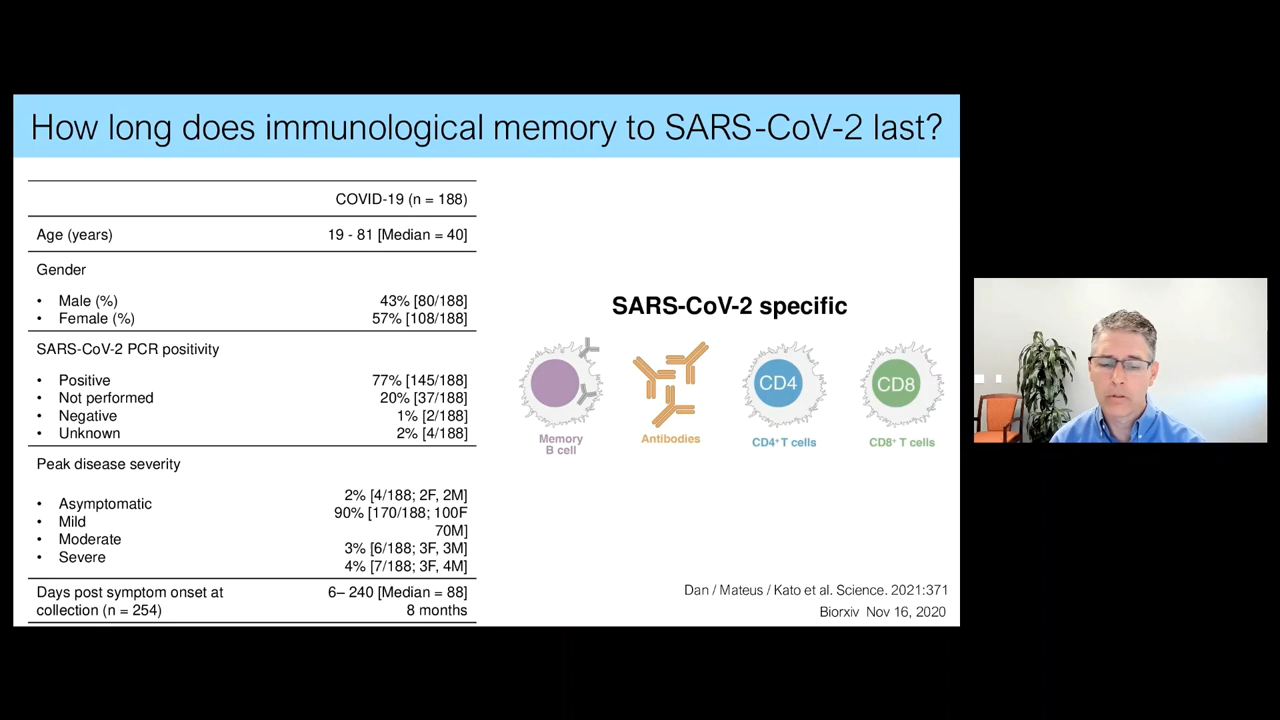 How long does immunological memory to SARS-CoV-2 last?
COVID-19 (n = 188)
Age (years) 19 - 81 [Median = 40]
Gender
• Male (%) 43% [80/188]
• Female (%) 57% [108/188]
SARS-CoV-2 PCR positivity
• Positive 77% [145/188]
• Not performed 20% [37/188]
• Negative 1% [2/188]
• Unknown 2% [4/188]
Peak disease severity
• Asymptomatic
• Mild
• Moderate
• Severe
2% [4/188; 2F, 2M]
90% [170/188; 100F
70M]
3% [6/188; 3F, 3M]
4% [7/188; 3F, 4M]
Days post symptom onset at
collection (n = 254)
6– 240 [Median = 88]
8 months
SARS-CoV-2 specific
CD4
CD8
Memory
B cell
Antibodies
CD4⁺ T cells
CD8⁺ T cells
Dan / Mateus / Kato et al. Science. 2021:371
Biorxiv Nov 16, 2020